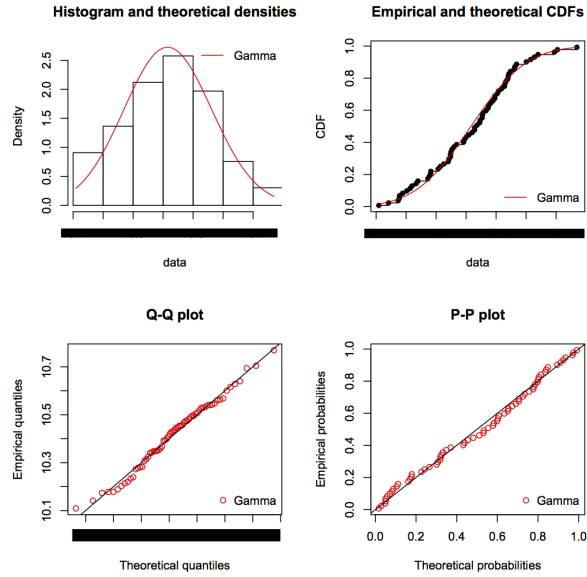 Histogram and theoretical densities
Density
0.0 0.5 1.0 1.5 2.0 2.5
Gamma
data
Empirical and theoretical CDFs
CDF
0.0 0.2 0.4 0.6 0.8 1.0
Gamma
data
Q-Q plot
Empirical quantiles
10.1 10.3 10.5 10.7
Gamma
Theoretical quantiles
P-P plot
Empirical probabilities
0.0 0.2 0.4 0.6 0.8 1.0
Gamma
0.0 0.2 0.4 0.6 0.8 1.0
Theoretical probabilities